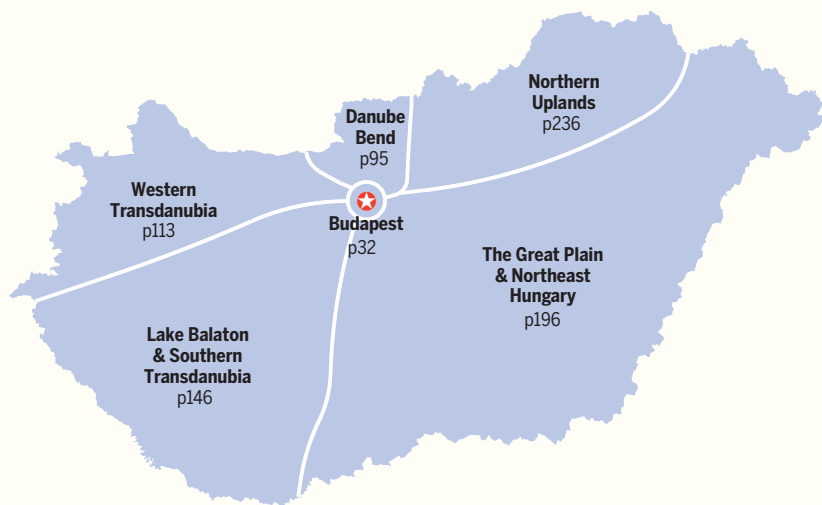 Northern
Uplands
p236
Danube
Bend
p95
Western
Transdanubia
p113
Budapest
p32
The Great Plain
& Northeast
Hungary
p196
Lake Balaton
& Southern
Transdanubia
p146